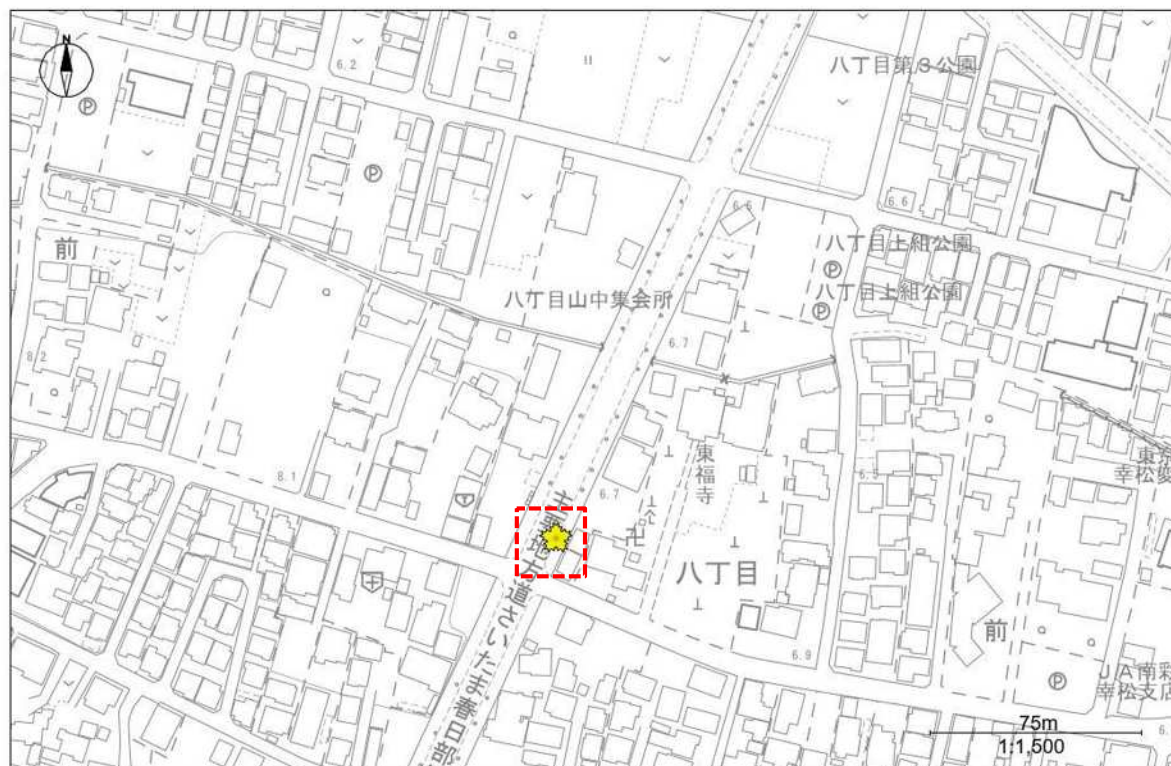 N
6.2
八丁目第3公園
6.6
6.6
前
八丁目上組公園
八丁目山中集会所
八丁目上組公園
6.7
8.2
東福寺
6.5
8.1
6.7
主要地方道さいたま春日部
八丁目
前
6.9
JA南彩
幸松支店
75m
1:1,500